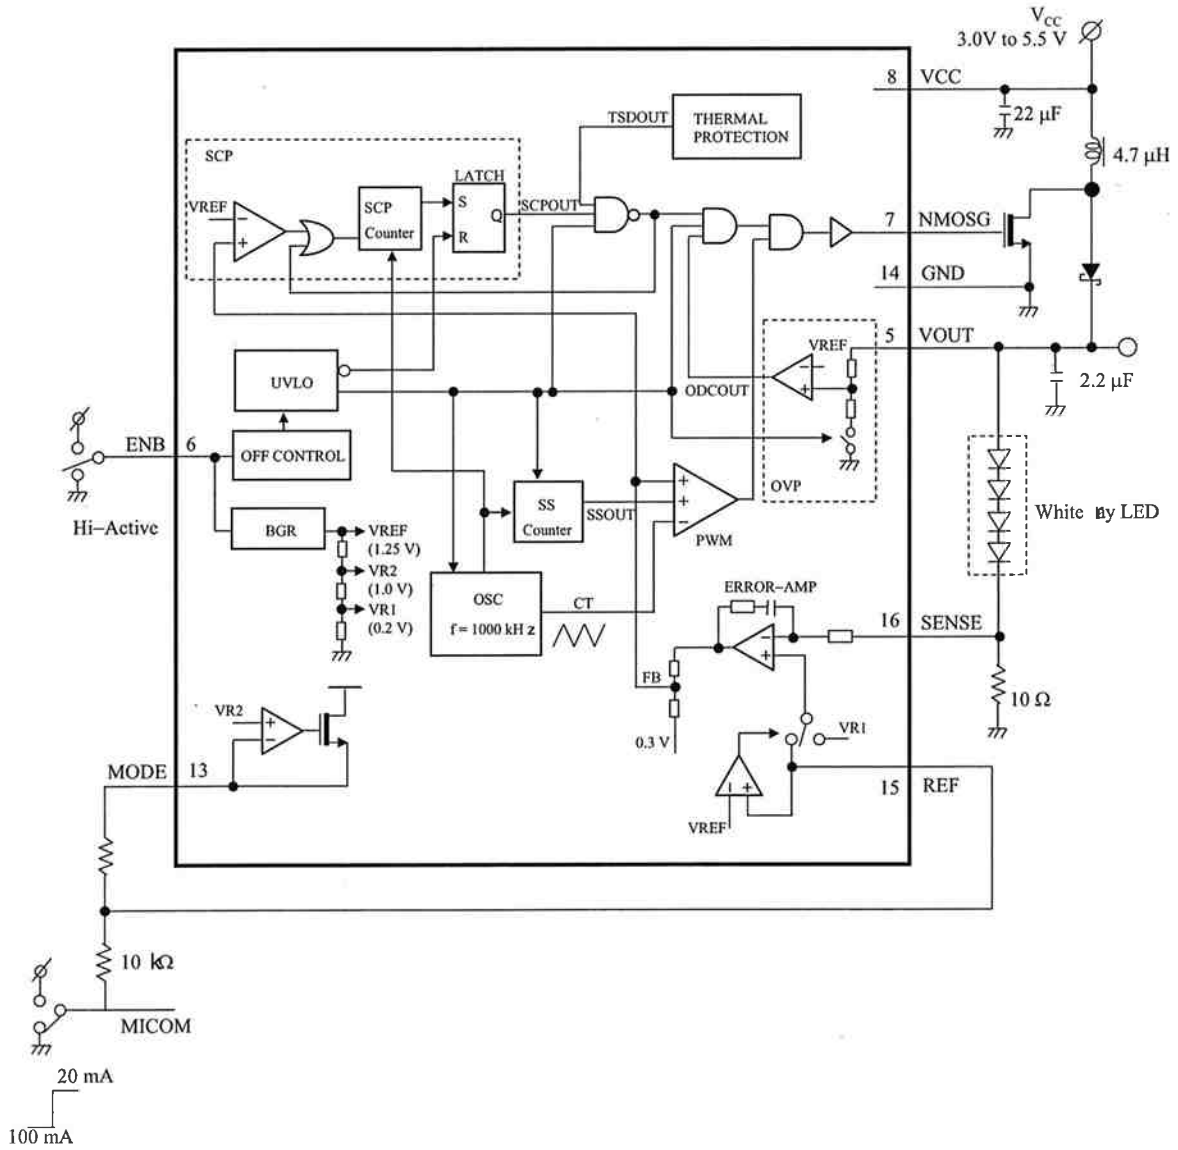 VCC
3.0V to 5.5 V
8 VCC
22 µF
TSDOUT
THERMAL
PROTECTION
SCP
4.7 µH
LATCH
VREF
−
+
SCP
Counter
S
Q
R
SCPOUT
7 NMOSG
14 GND
5 VOUT
VREF
−
+
ODCOUT
OVP
2.2 µF
UVLO
ENB 6
OFF CONTROL
Hi−Active
BGR
VREF
(1.25 V)
VR2
(1.0 V)
VR1
(0.2 V)
SS
Counter
SSOUT
+
+
−
PWM
White LED
OSC
f = 1000 kHz
CT
ERROR−AMP
−
+
16 SENSE
FB
10 Ω
0.3 V
VR1
VR2
+
−
MODE 13
15 REF
− +
VREF
10 kΩ
MICOM
20 mA
100 mA